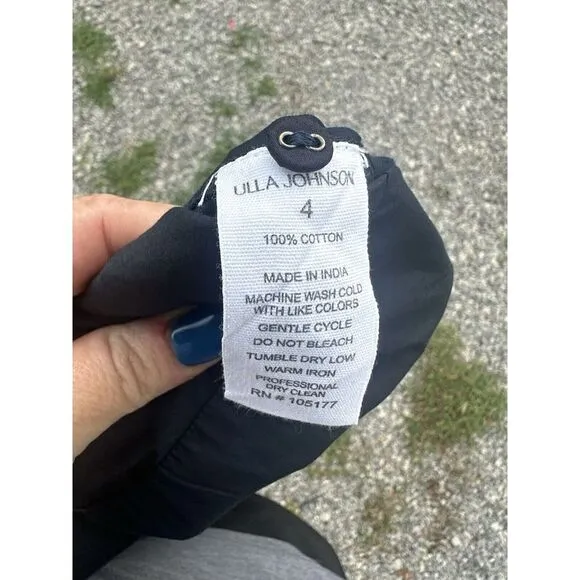 ULLA JOHNSON
4
100% COTTON
MADE IN INDIA
MACHINE WASH COLD
WITH LIKE COLORS
GENTLE CYCLE
DO NOT BLEACH
TUMBLE DRY LOW
WARM IRON
PROFESSIONAL
DRY CLEAN
RN # 105177